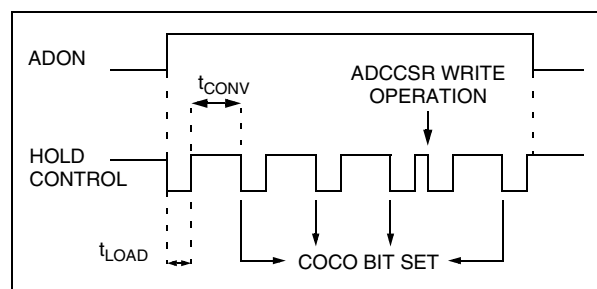 ADON
ADCCSR WRITE
OPERATION
tCONV
HOLD
CONTROL
tLOAD
COCO BIT SET